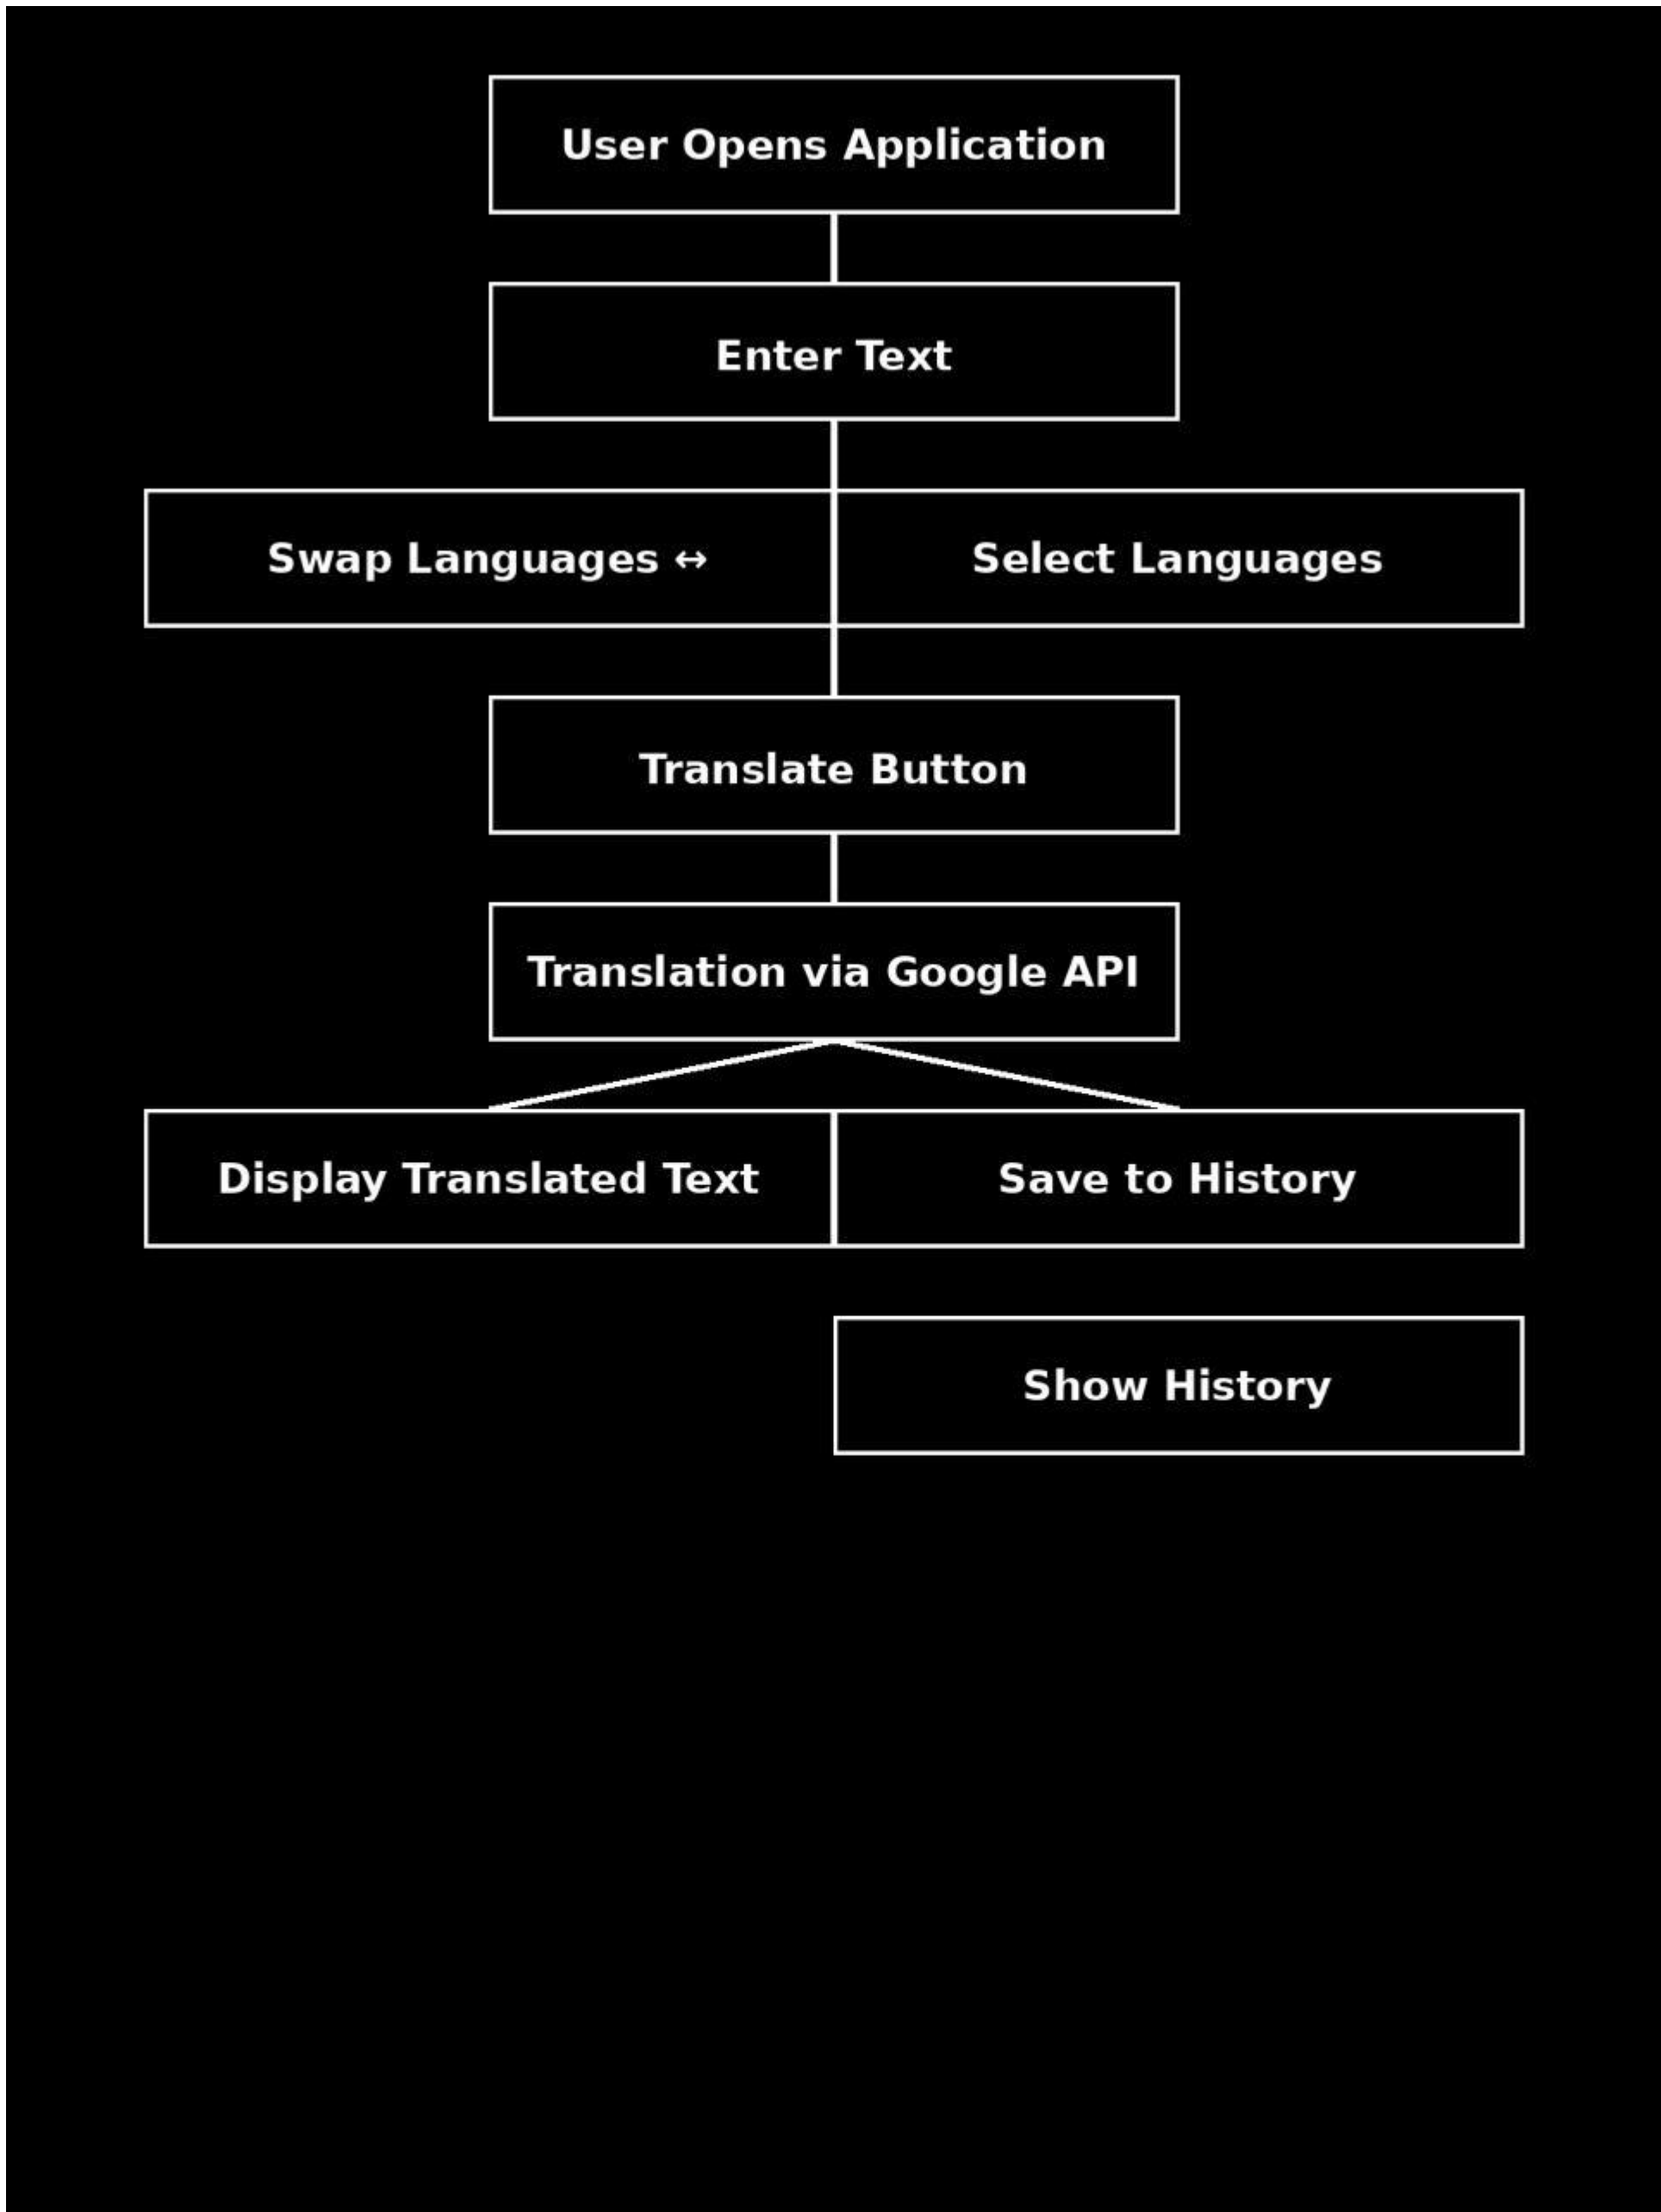 User Opens Application
Enter Text
Swap Languages ↔
Select Languages
Translate Button
Translation via Google API
Display Translated Text
Save to History
Show History